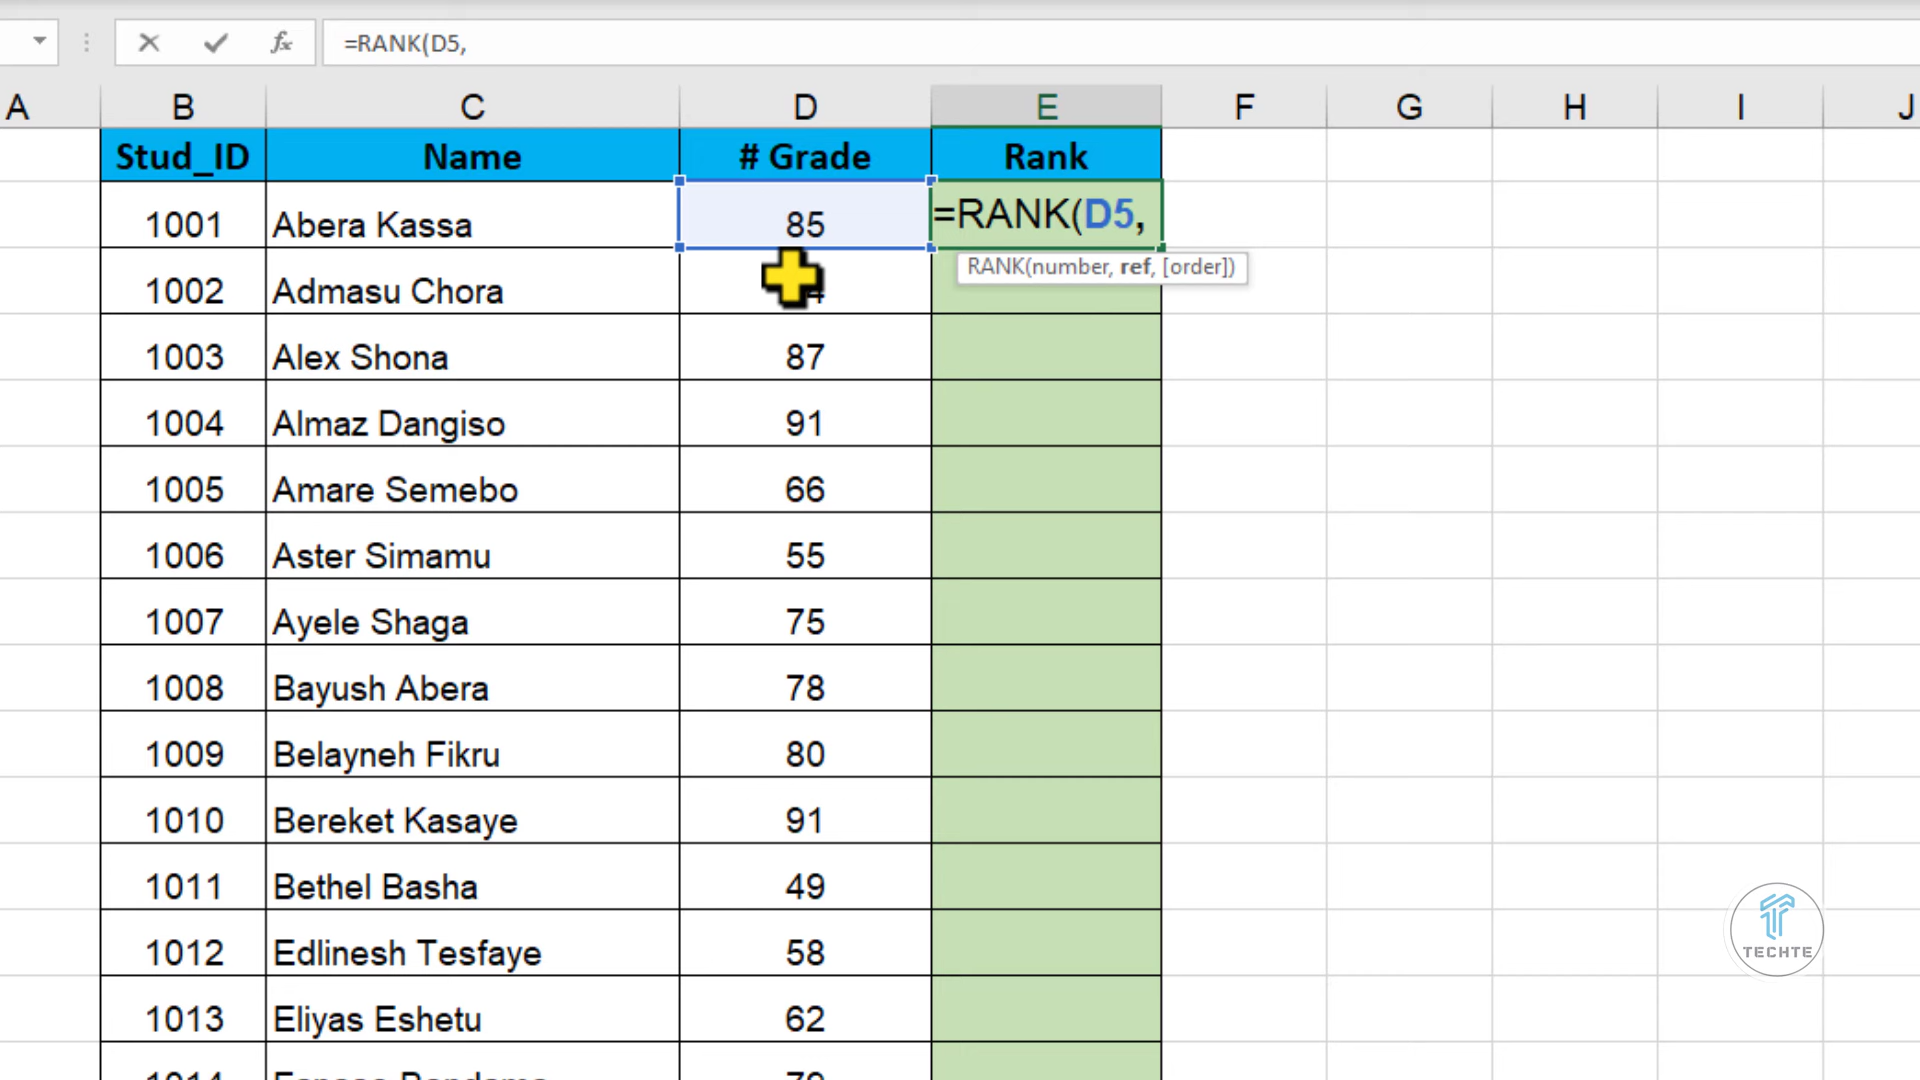 =RANK(D5,
A B C D E F G H I J
Stud_ID Name # Grade Rank
1001 Abera Kassa 85 =RANK(D5,
RANK(number, ref, [order])
1002 Admasu Chora
1003 Alex Shona 87
1004 Almaz Dangiso 91
1005 Amare Semebo 66
1006 Aster Simamu 55
1007 Ayele Shaga 75
1008 Bayush Abera 78
1009 Belayneh Fikru 80
1010 Bereket Kasaye 91
1011 Bethel Basha 49
1012 Edlinesh Tesfaye 58
1013 Eliyas Eshetu 62
TECHTE